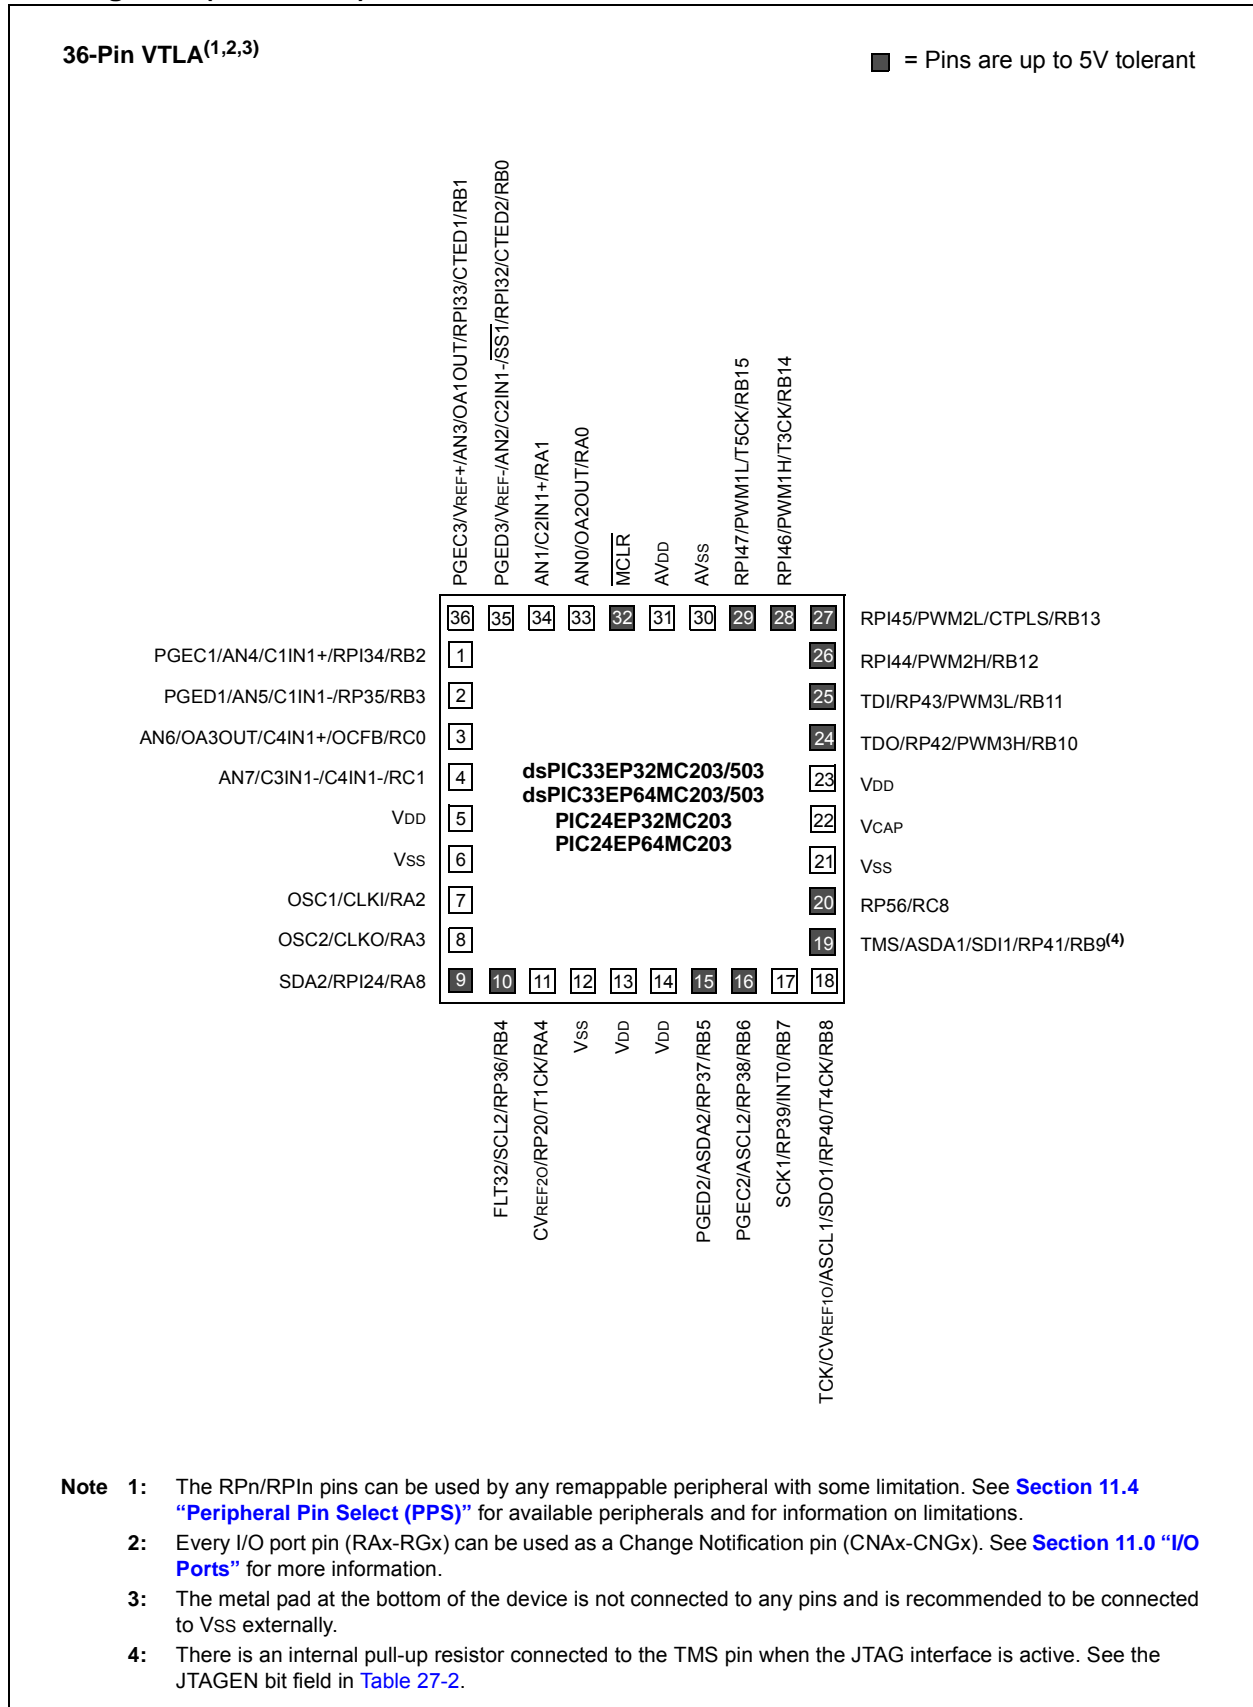 36-Pin VTLA(1,2,3)
= Pins are up to 5V tolerant
PGEC3/VREF+/AN3/OA1OUT/RPI33/CTED1/RB1
PGED3/VREF-/AN2/C2IN1-/SS1/RPI32/CTED2/RB0
AN1/C2IN1+/RA1
AN0/OA2OUT/RA0
MCLR
AVDD
AVSS
RPI47/PWM1L/T5CK/RB15
RPI46/PWM1H/T3CK/RB14
36 35 34 33 32 31 30 29 28 27 RPI45/PWM2L/CTPLS/RB13
PGEC1/AN4/C1IN1+/RPI34/RB2 1 26 RPI44/PWM2H/RB12
PGED1/AN5/C1IN1-/RP35/RB3 2 25 TDI/RP43/PWM3L/RB11
AN6/OA3OUT/C4IN1+/OCFB/RC0 3 24 TDO/RP42/PWM3H/RB10
AN7/C3IN1-/C4IN1-/RC1 4 23 VDD
dsPIC33EP32MC203/503
dsPIC33EP64MC203/503
PIC24EP32MC203
PIC24EP64MC203
VDD 5 22 VCAP
VSS 6 21 VSS
OSC1/CLKI/RA2 7 20 RP56/RC8
OSC2/CLKO/RA3 8 19 TMS/ASDA1/SDI1/RP41/RB9(4)
SDA2/RPI24/RA8 9 10 11 12 13 14 15 16 17 18
FLT32/SCL2/RP36/RB4
CVREF2O/RP20/T1CK/RA4
VSS
VDD
VDD
PGED2/ASDA2/RP37/RB5
PGEC2/ASCL2/RP38/RB6
SCK1/RP39/INT0/RB7
TCK/CVREF1O/ASCL1/SDO1/RP40/T4CK/RB8
Note 1: The RPn/RPIn pins can be used by any remappable peripheral with some limitation. See Section 11.4
“Peripheral Pin Select (PPS)” for available peripherals and for information on limitations.
2: Every I/O port pin (RAx-RGx) can be used as a Change Notification pin (CNAx-CNGx). See Section 11.0 “I/O
Ports” for more information.
3: The metal pad at the bottom of the device is not connected to any pins and is recommended to be connected
to VSS externally.
4: There is an internal pull-up resistor connected to the TMS pin when the JTAG interface is active. See the
JTAGEN bit field in Table 27-2.